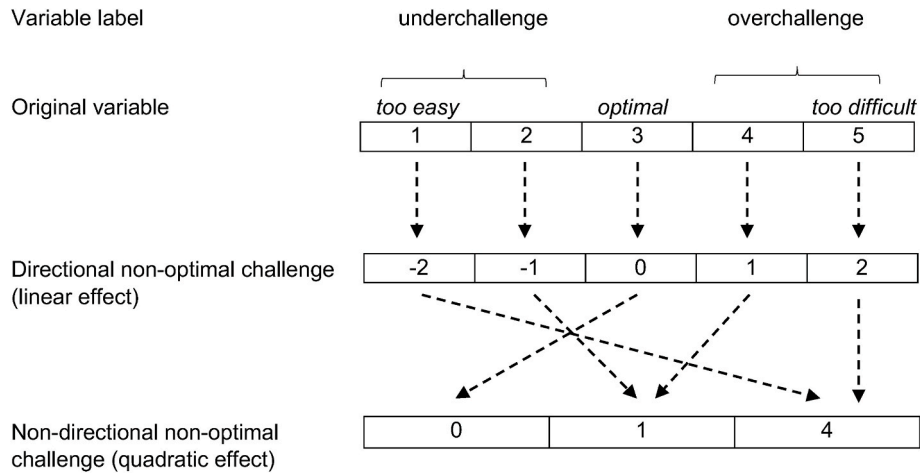 Variable label underchallenge overchallenge
Original variable too easy optimal too difficult
1 2 3 4 5
Directional non-optimal challenge
(linear effect)
-2 -1 0 1 2
Non-directional non-optimal
challenge (quadratic effect)
0 1 4